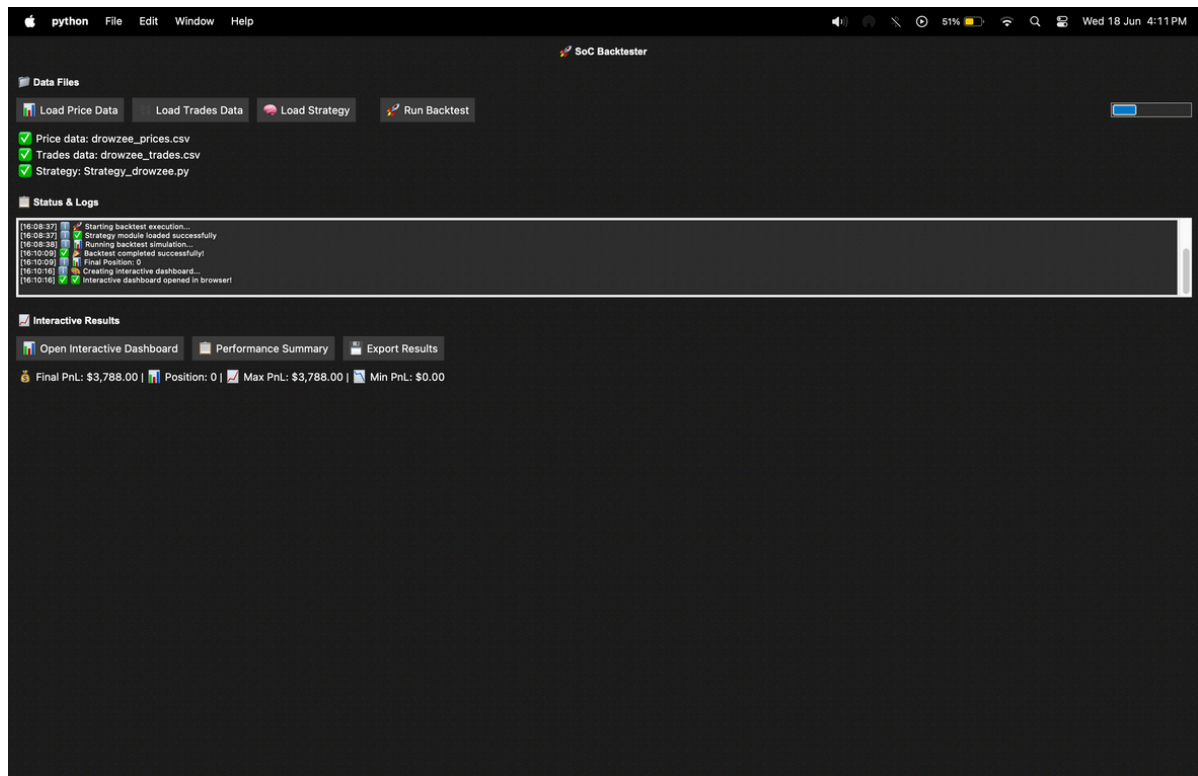 python File Edit Window Help 51% Wed 18 Jun 4:11 PM
SoC Backtester
Data Files
Load Price Data Load Trades Data Load Strategy Run Backtest
Price data: drowzee_prices.csv
Trades data: drowzee_trades.csv
Strategy: Strategy_drowzee.py
Status & Logs
[16:08:37] Starting backtest execution...
[16:08:37] Strategy module loaded successfully
[16:08:38] Running backtest simulation...
[16:10:09] Backtest completed successfully!
[16:10:09] Final Position: 0
[16:10:16] Creating interactive dashboard...
[16:10:16] Interactive dashboard opened in browser!
Interactive Results
Open Interactive Dashboard Performance Summary Export Results
Final PnL: $3,788.00 | Position: 0 | Max PnL: $3,788.00 | Min PnL: $0.00